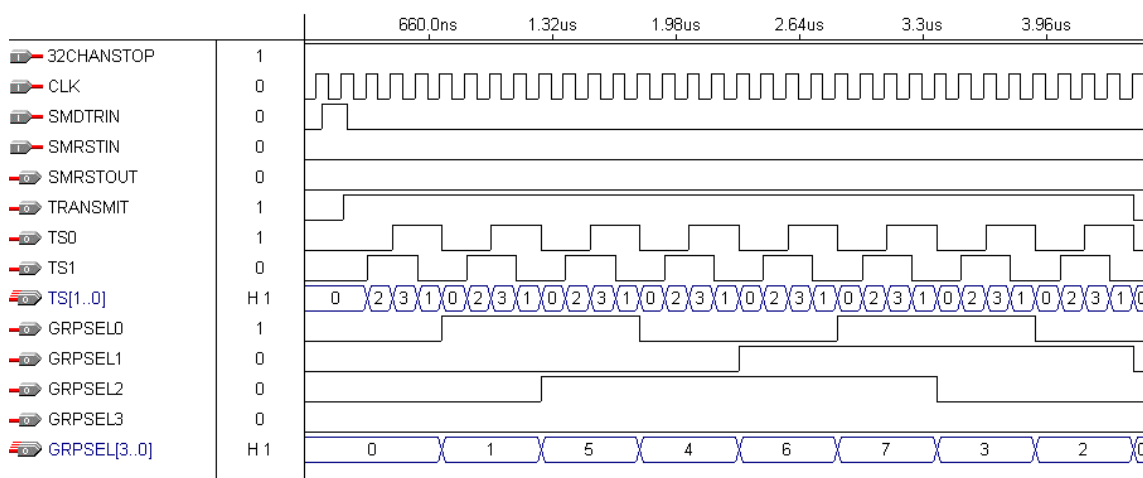 660.0ns 1.32us 1.98us 2.64us 3.3us 3.96us
32CHANSTOP 1
CLK 0
SMDTRIN 0
SMRSTIN 0
SMRSTOUT 0
TRANSMIT 1
TS0 1
TS1 0
TS[1..0] H 1 0 2 3 1 0 2 3 1 0 2 3 1 0 2 3 1 0 2 3 1 0 2 3 1 0 2 3 1 0 2 3 1 0
GRPSEL0 1
GRPSEL1 0
GRPSEL2 0
GRPSEL3 0
GRPSEL[3..0] H 1 0 1 5 4 6 7 3 2 0